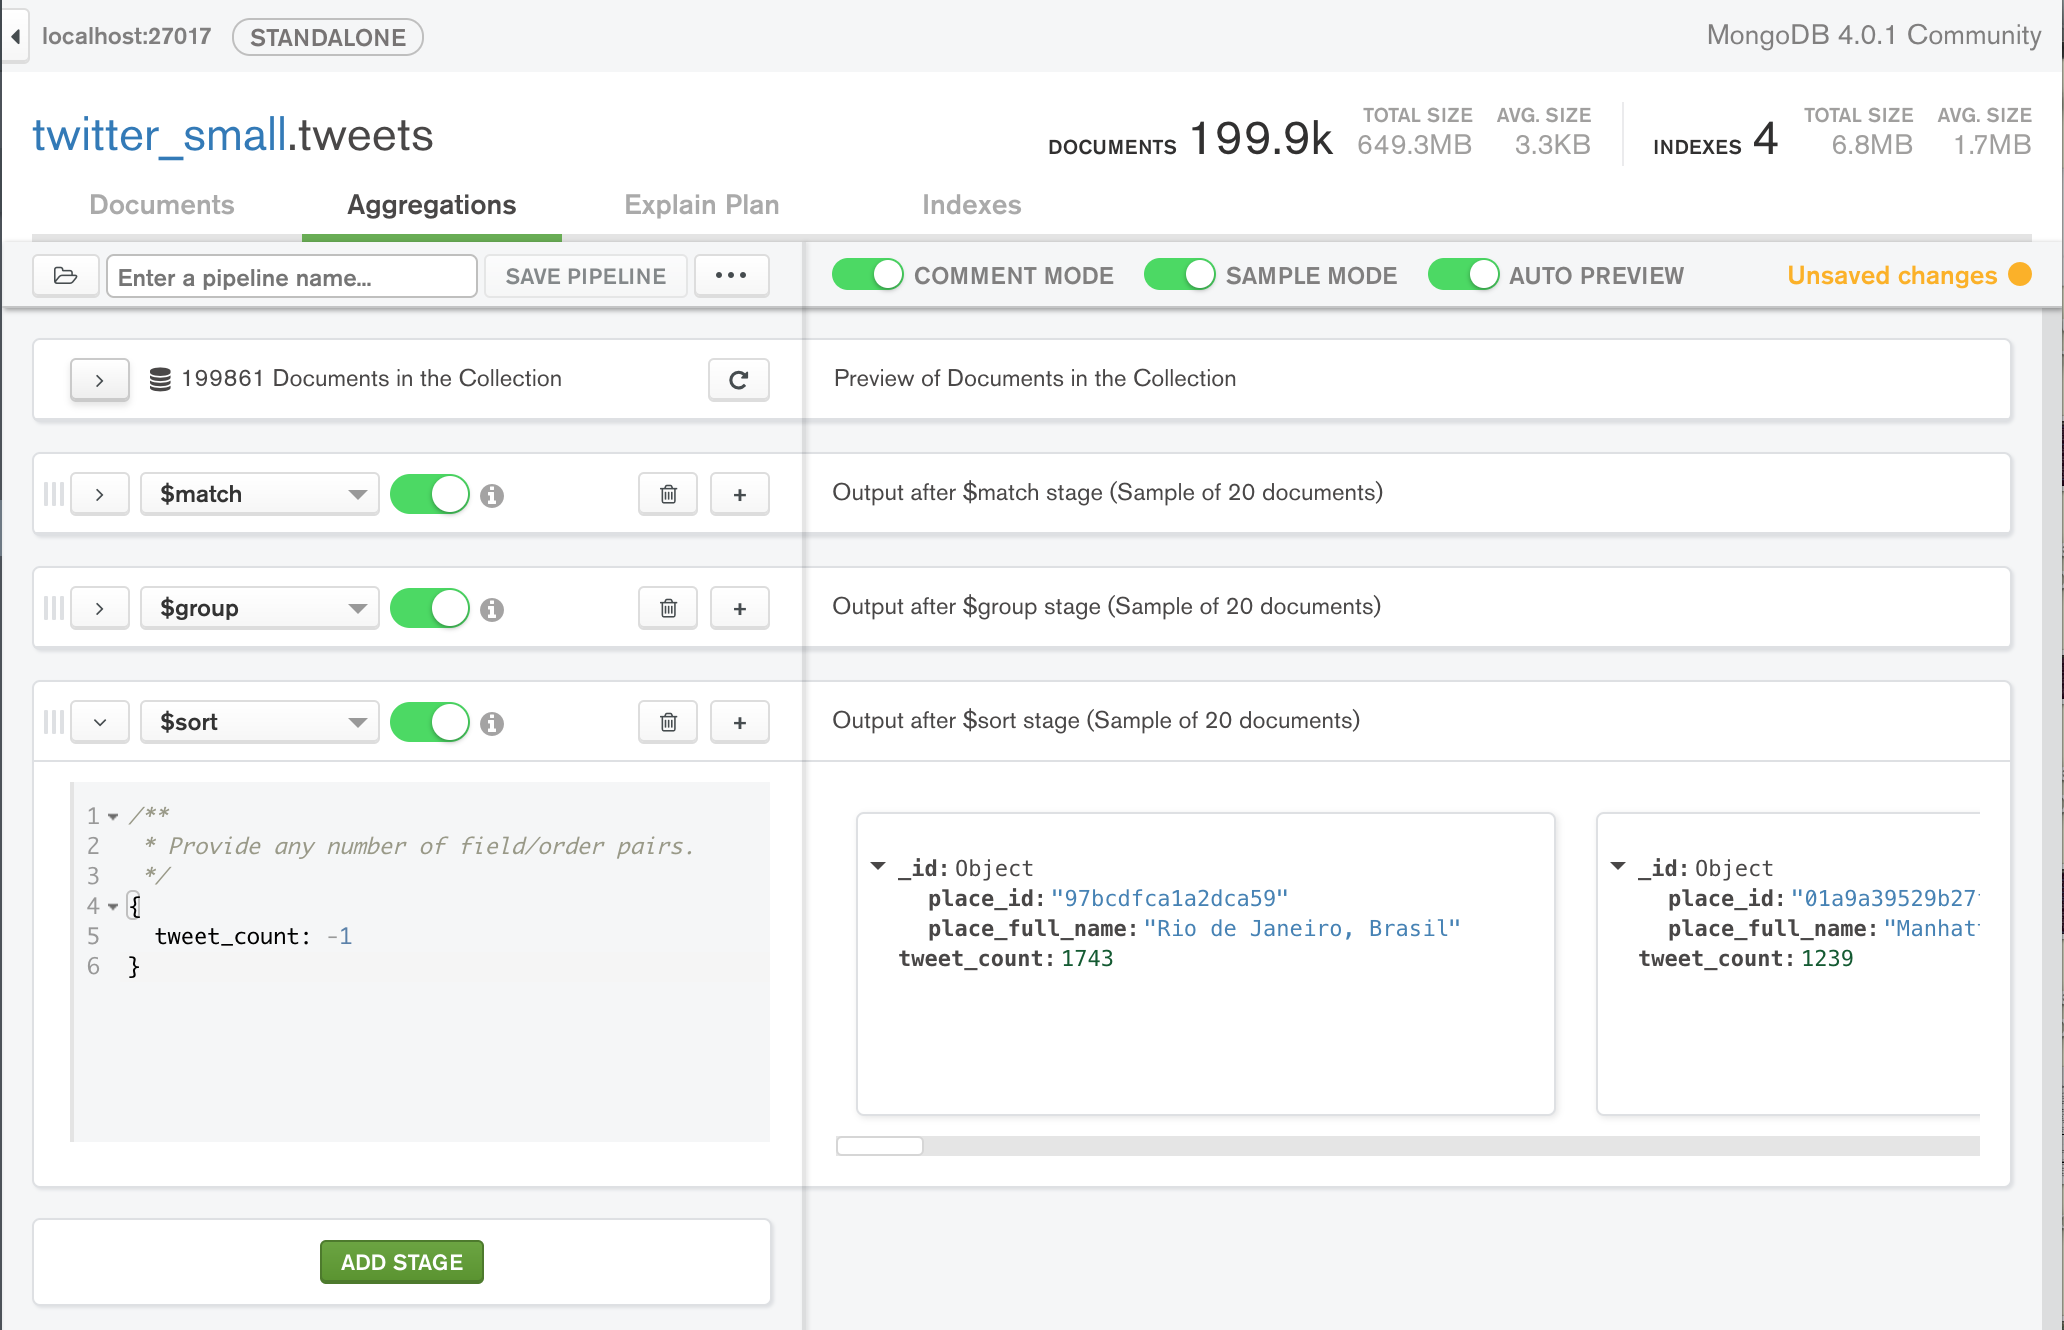 localhost:27017 STANDALONE MongoDB 4.0.1 Community
twitter_small.tweets
DOCUMENTS 199.9k TOTAL SIZE 649.3MB AVG. SIZE 3.3KB INDEXES 4 TOTAL SIZE 6.8MB AVG. SIZE 1.7MB
Documents Aggregations Explain Plan Indexes
Enter a pipeline name... SAVE PIPELINE ••• COMMENT MODE SAMPLE MODE AUTO PREVIEW Unsaved changes
199861 Documents in the Collection
Preview of Documents in the Collection
$match
Output after $match stage (Sample of 20 documents)
$group
Output after $group stage (Sample of 20 documents)
$sort
Output after $sort stage (Sample of 20 documents)
1 /**
2 * Provide any number of field/order pairs.
3 */
4 {
5 tweet_count: -1
6 }
_id: Object
place_id: "97bcdfca1a2dca59"
place_full_name: "Rio de Janeiro, Brasil"
tweet_count: 1743
_id: Object
place_id: "01a9a39529b27
place_full_name: "Manhat
tweet_count: 1239
ADD STAGE